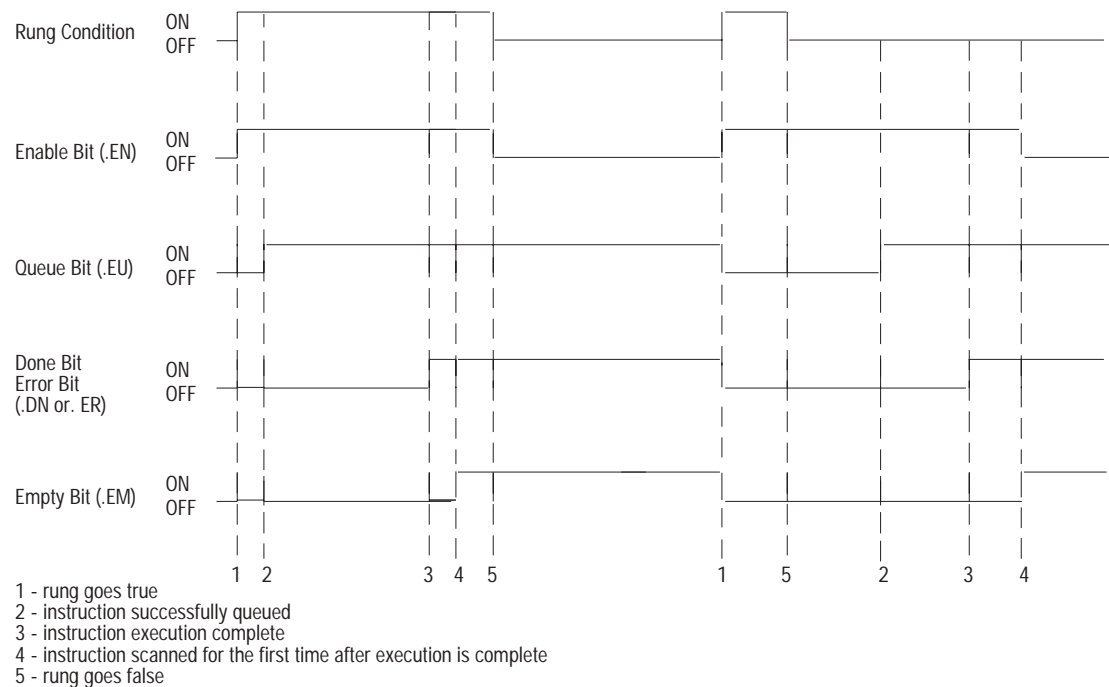 Rung Condition ON
OFF
Enable Bit (.EN) ON
OFF
Queue Bit (.EU) ON
OFF
Done Bit
Error Bit
(.DN or. ER) ON
OFF
Empty Bit (.EM) ON
OFF
1 2 3 4 5 1 5 2 3 4
1 - rung goes true
2 - instruction successfully queued
3 - instruction execution complete
4 - instruction scanned for the first time after execution is complete
5 - rung goes false